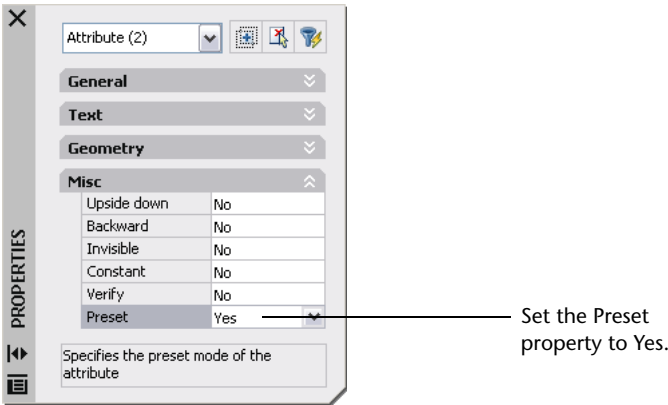 Attribute (2)
General
Text
Geometry
Misc
Upside down No
Backward No
Invisible No
Constant No
Verify No
Preset Yes
Specifies the preset mode of the
attribute
PROPERTIES
Set the Preset
property to Yes.